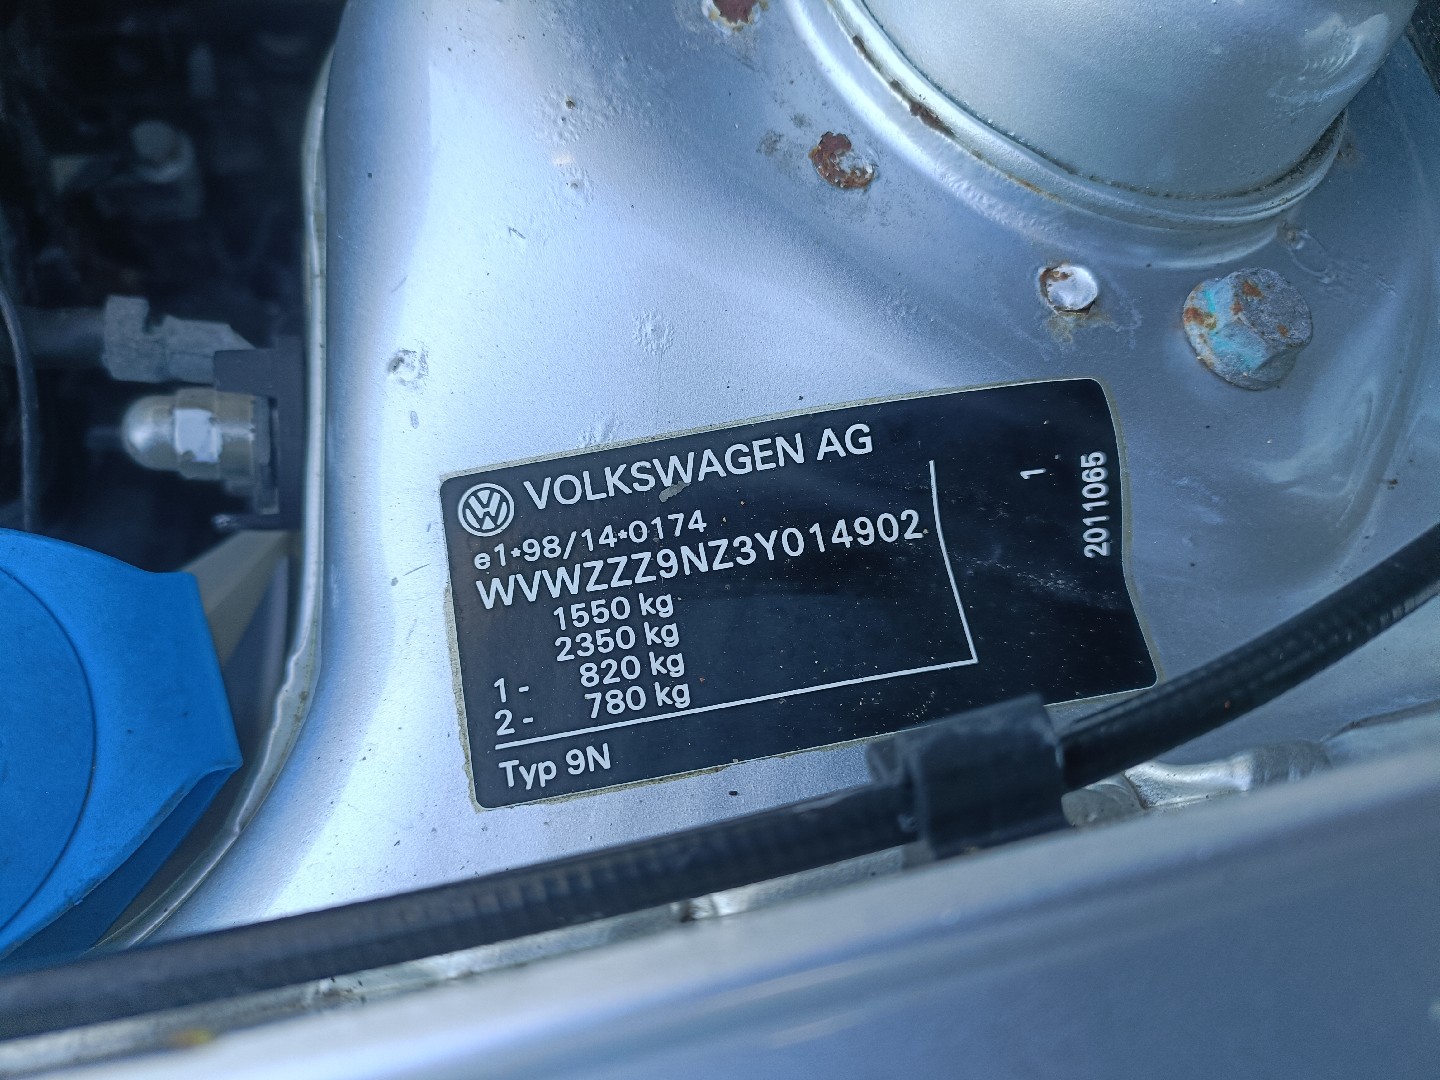 VOLKSWAGEN AG
e1*98/14*0174
WVWZZZ9NZ3Y014902
1550 kg
2350 kg
1- 820 kg
2- 780 kg
Typ 9N
1
2011065